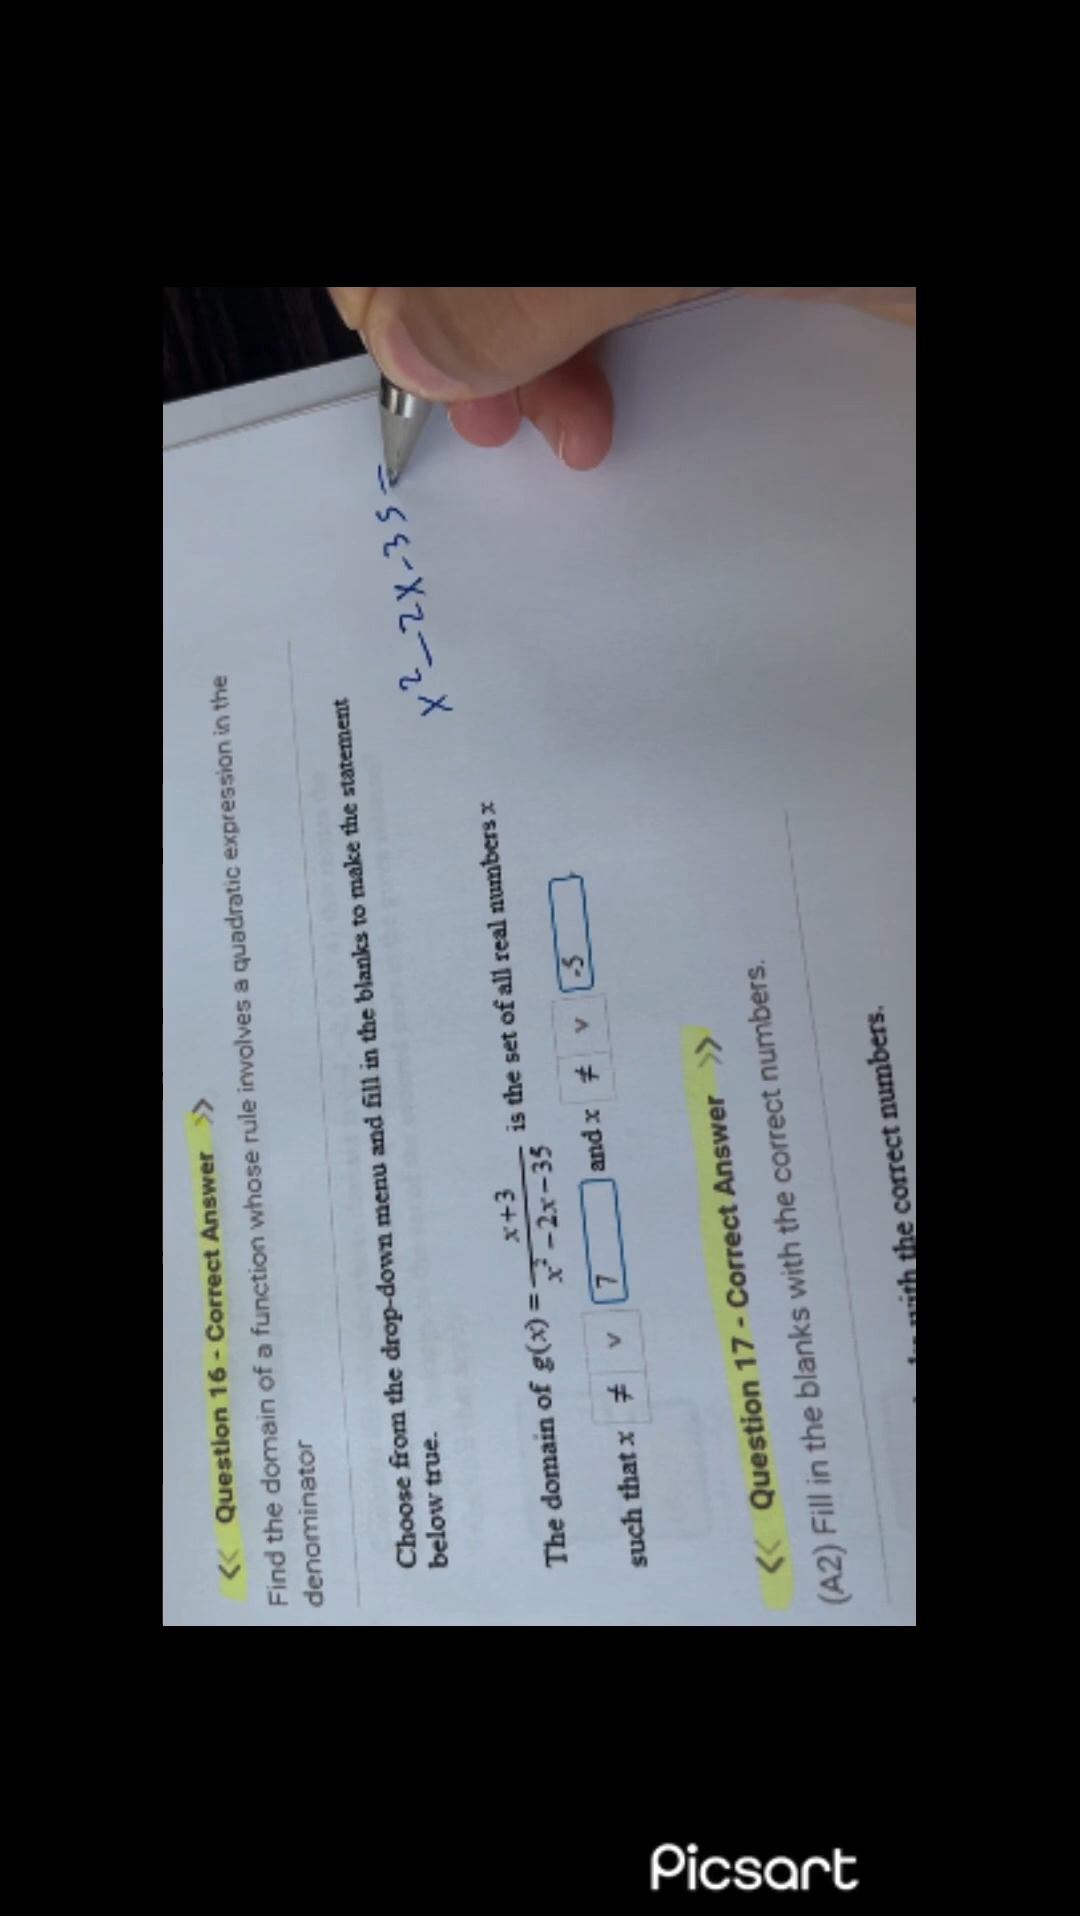 << Question 16 - Correct Answer >>
Find the domain of a function whose rule involves a quadratic expression in the
denominator
Choose from the drop-down menu and fill in the blanks to make the statement
below true.
x² - 2x - 35 =
The domain of g(x) = (x+3)/(x² - 2x - 35) is the set of all real numbers x
such that x ≠ v 7 and x ≠ v -5
<< Question 17 - Correct Answer >>
(A2) Fill in the blanks with the correct numbers.
with the correct numbers.
Picsart